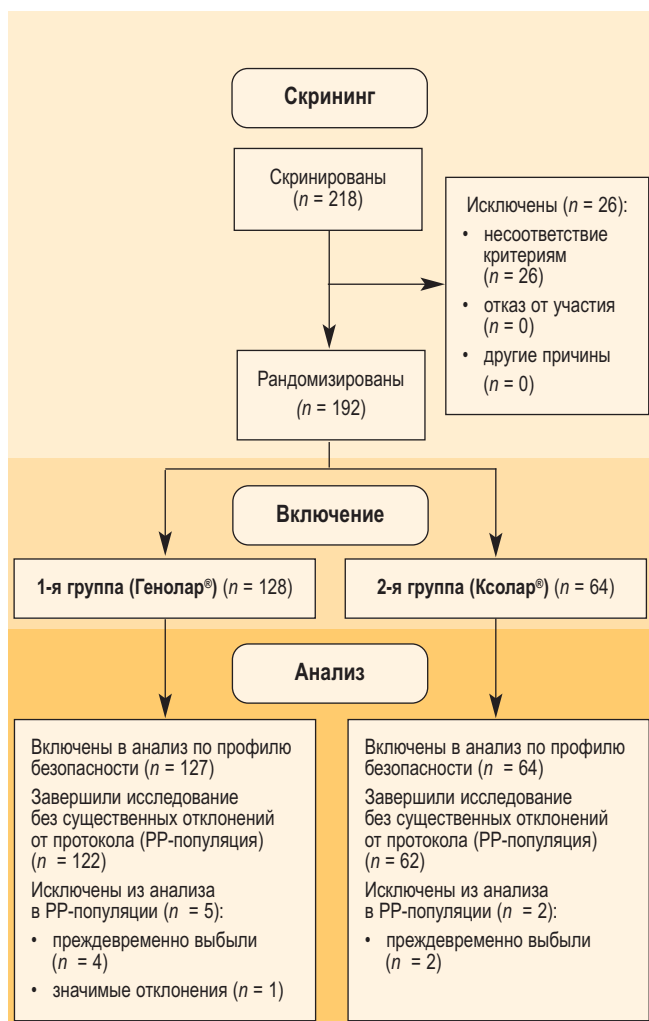 Скрининг
Скринированы
(n = 218)
Исключены (n = 26):
• несоответствие
критериям
(n = 26)
• отказ от участия
(n = 0)
• другие причины
(n = 0)
Рандомизированы
(n = 192)
Включение
1-я группа (Генолар®) (n = 128)
2-я группа (Ксолар®) (n = 64)
Анализ
Включены в анализ по профилю
безопасности (n = 127)
Завершили исследование
без существенных отклонений
от протокола (PP-популяция)
(n = 122)
Исключены из анализа
в PP-популяции (n = 5):
• преждевременно выбыли
(n = 4)
• значимые отклонения (n = 1)
Включены в анализ по профилю
безопасности (n = 64)
Завершили исследование
без существенных отклонений
от протокола (PP-популяция)
(n = 62)
Исключены из анализа
в PP-популяции (n = 2):
• преждевременно выбыли
(n = 2)